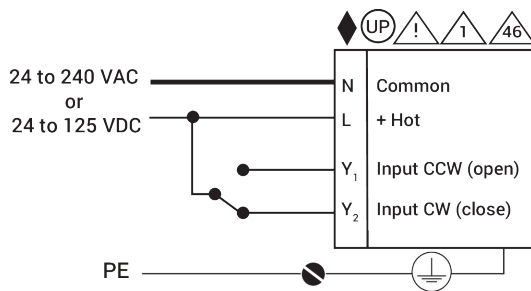 UP ! 1 46
24 to 240 VAC
or
24 to 125 VDC
N Common
L + Hot
Y₁ Input CCW (open)
Y₂ Input CW (close)
PE